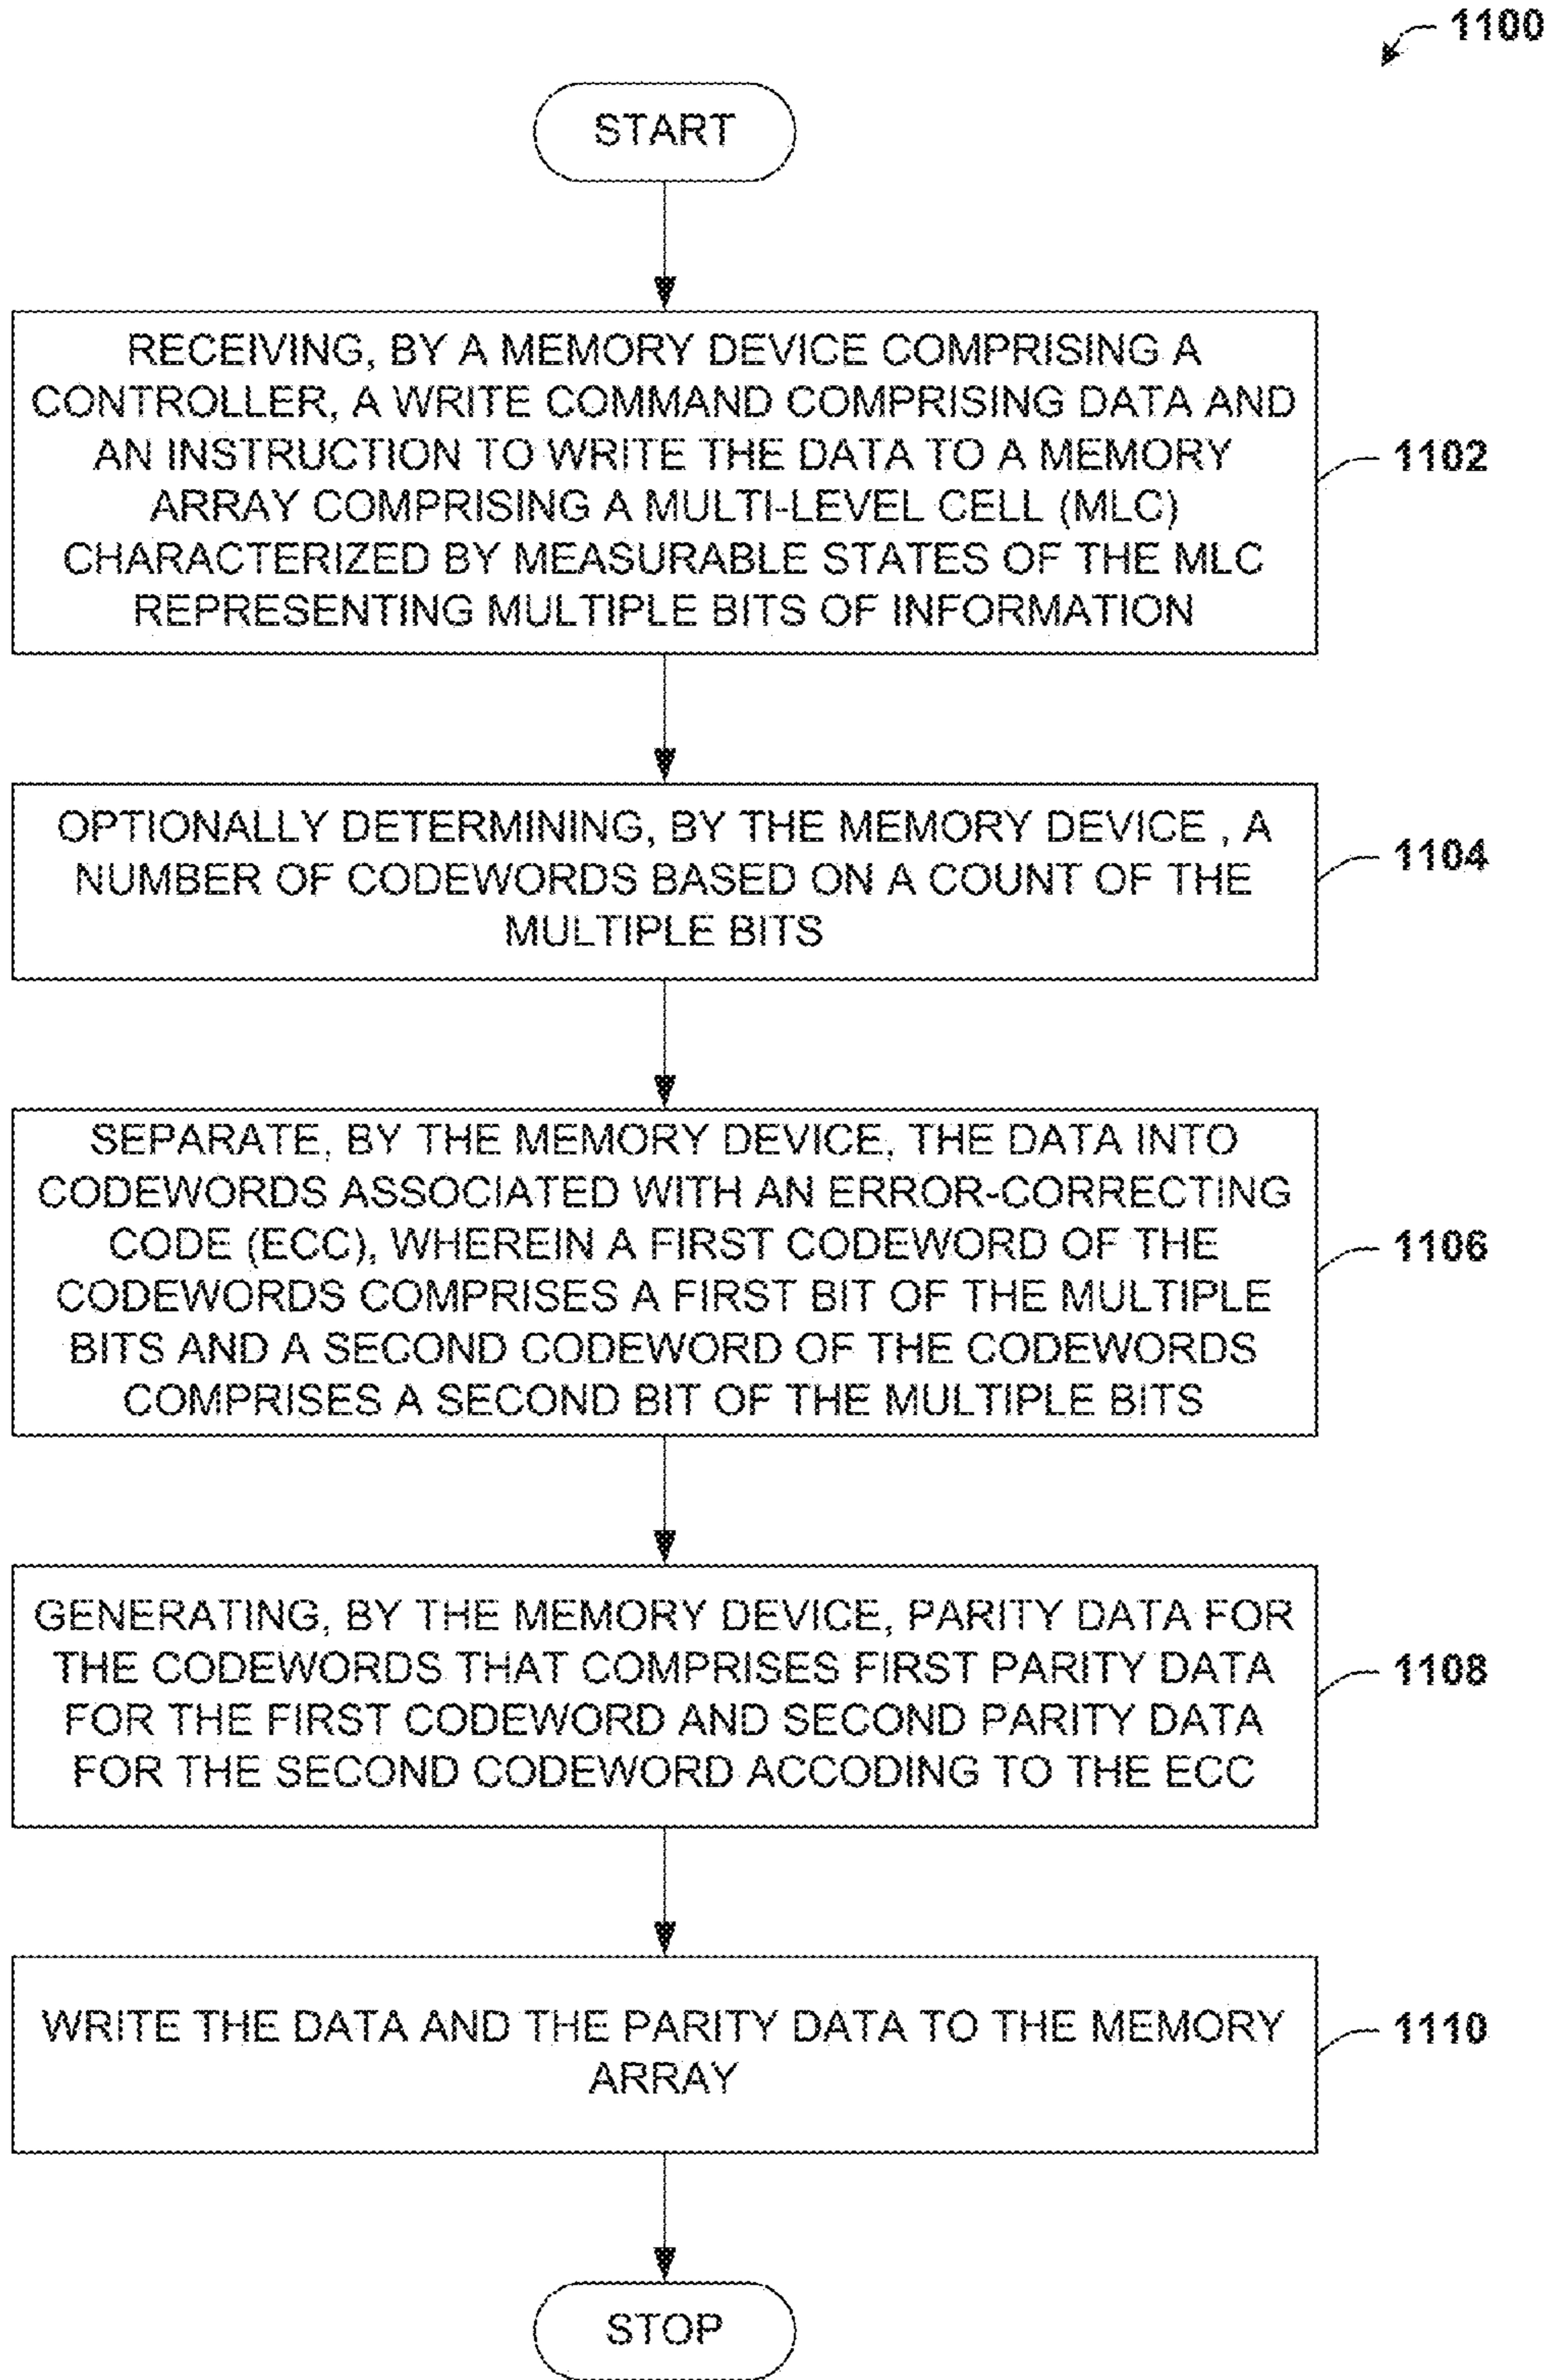 1100
START
RECEIVING, BY A MEMORY DEVICE COMPRISING A
CONTROLLER, A WRITE COMMAND COMPRISING DATA AND
AN INSTRUCTION TO WRITE THE DATA TO A MEMORY
ARRAY COMPRISING A MULTI-LEVEL CELL (MLC)
CHARACTERIZED BY MEASURABLE STATES OF THE MLC
REPRESENTING MULTIPLE BITS OF INFORMATION
1102
OPTIONALLY DETERMINING, BY THE MEMORY DEVICE , A
NUMBER OF CODEWORDS BASED ON A COUNT OF THE
MULTIPLE BITS
1104
SEPARATE, BY THE MEMORY DEVICE, THE DATA INTO
CODEWORDS ASSOCIATED WITH AN ERROR-CORRECTING
CODE (ECC), WHEREIN A FIRST CODEWORD OF THE
CODEWORDS COMPRISES A FIRST BIT OF THE MULTIPLE
BITS AND A SECOND CODEWORD OF THE CODEWORDS
COMPRISES A SECOND BIT OF THE MULTIPLE BITS
1106
GENERATING, BY THE MEMORY DEVICE, PARITY DATA FOR
THE CODEWORDS THAT COMPRISES FIRST PARITY DATA
FOR THE FIRST CODEWORD AND SECOND PARITY DATA
FOR THE SECOND CODEWORD ACCODING TO THE ECC
1108
WRITE THE DATA AND THE PARITY DATA TO THE MEMORY
ARRAY
1110
STOP